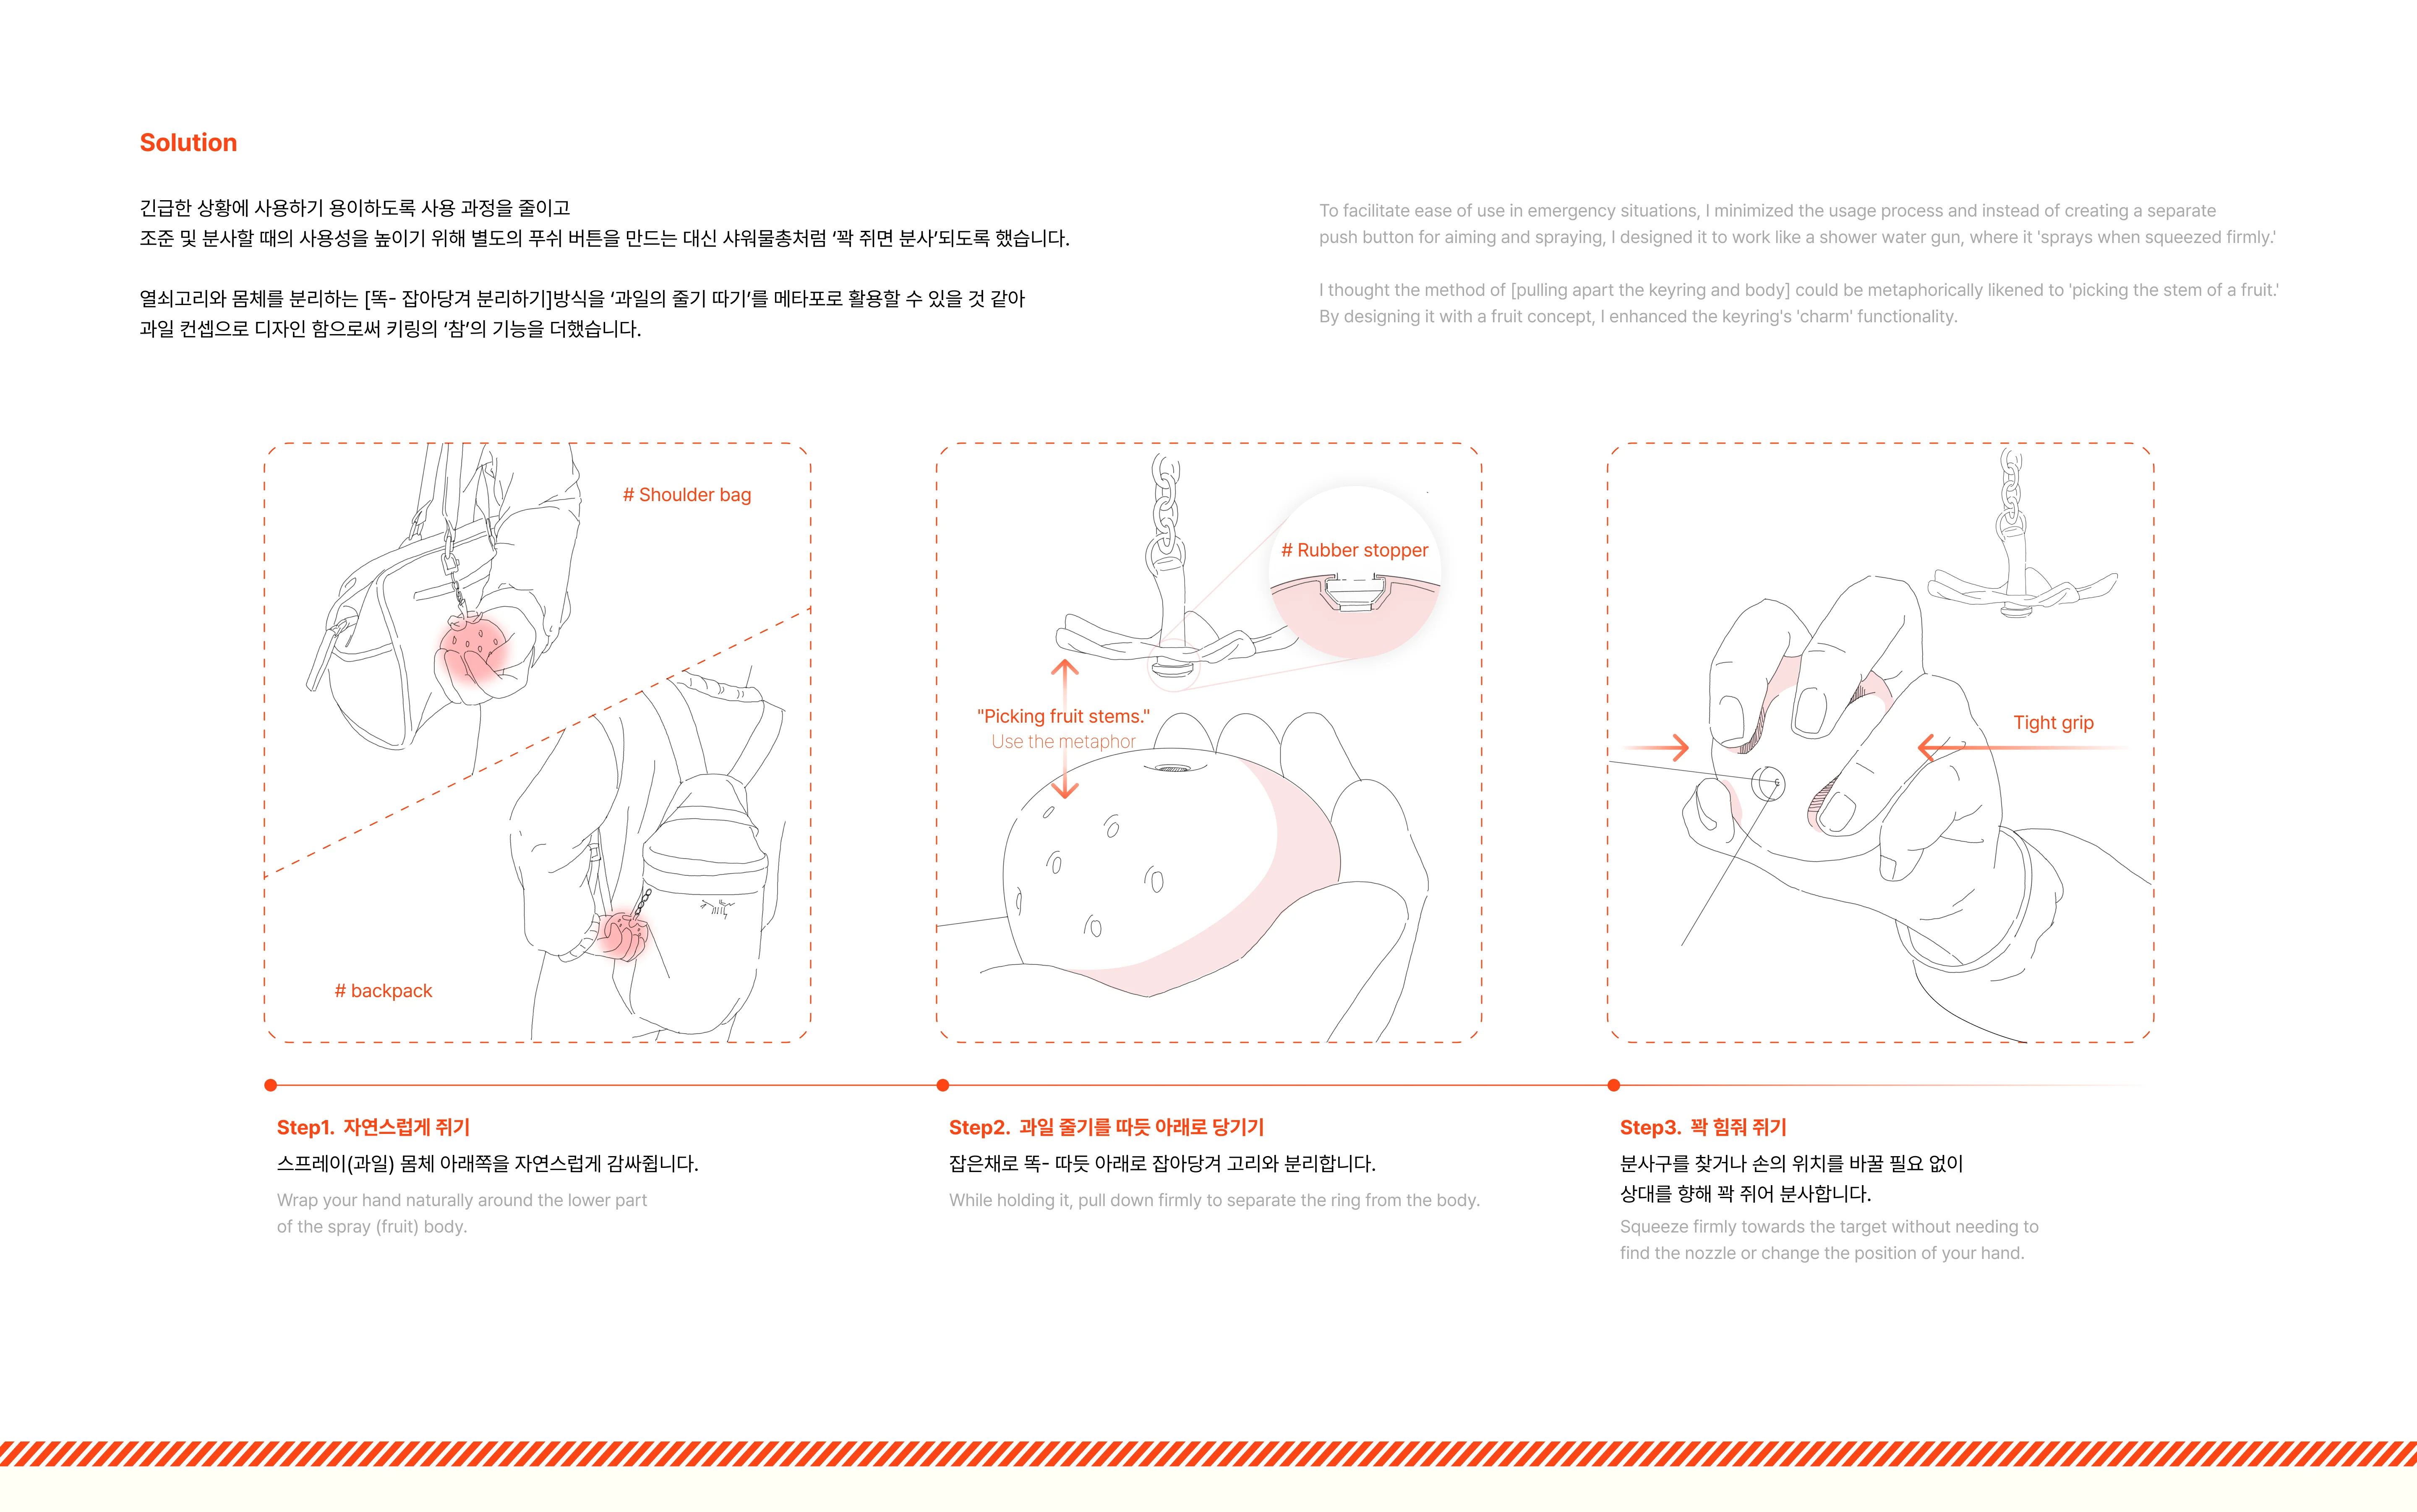 Solution
긴급한 상황에 사용하기 용이하도록 사용 과정을 줄이고
조준 및 분사할 때의 사용성을 높이기 위해 별도의 푸쉬 버튼을 만드는 대신 샤워물총처럼 ‘꽉 쥐면 분사’되도록 했습니다.
열쇠고리와 몸체를 분리하는 [똑- 잡아당겨 분리하기]방식을 ‘과일의 줄기 따기’를 메타포로 활용할 수 있을 것 같아
과일 컨셉으로 디자인 함으로써 키링의 ‘참’의 기능을 더했습니다.
To facilitate ease of use in emergency situations, I minimized the usage process and instead of creating a separate
push button for aiming and spraying, I designed it to work like a shower water gun, where it 'sprays when squeezed firmly.'
I thought the method of [pulling apart the keyring and body] could be metaphorically likened to 'picking the stem of a fruit.'
By designing it with a fruit concept, I enhanced the keyring's 'charm' functionality.
# Shoulder bag
# backpack
# Rubber stopper
"Picking fruit stems."
Use the metaphor
Tight grip
Step1. 자연스럽게 쥐기
스프레이(과일) 몸체 아래쪽을 자연스럽게 감싸쥡니다.
Wrap your hand naturally around the lower part
of the spray (fruit) body.
Step2. 과일 줄기를 따듯 아래로 당기기
잡은채로 똑- 따듯 아래로 잡아당겨 고리와 분리합니다.
While holding it, pull down firmly to separate the ring from the body.
Step3. 꽉 힘줘 쥐기
분사구를 찾거나 손의 위치를 바꿀 필요 없이
상대를 향해 꽉 쥐어 분사합니다.
Squeeze firmly towards the target without needing to
find the nozzle or change the position of your hand.